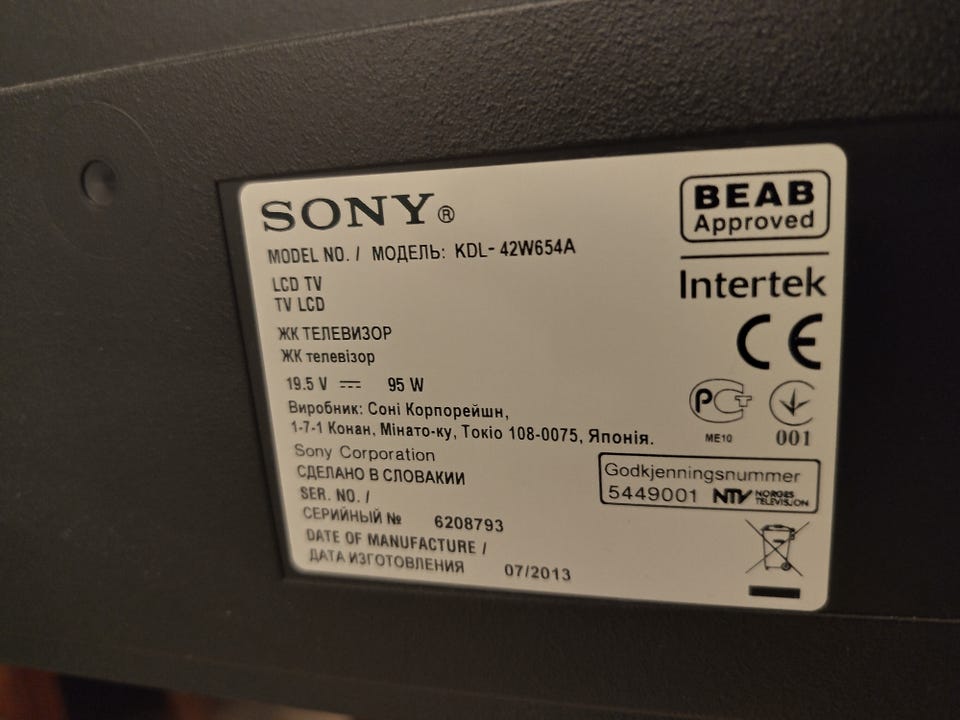 SONY®
MODEL NO. / МОДЕЛЬ: KDL- 42W654A
LCD TV
TV LCD
ЖК ТЕЛЕВИЗОР
ЖК телевізор
19.5 V ⎓ 95 W
Виробник: Соні Корпорейшн,
1-7-1 Конан, Мінато-ку, Токіо 108-0075, Японія.
Sony Corporation
СДЕЛАНО В СЛОВАКИИ
SER. NO. /
СЕРИЙНЫЙ № 6208793
DATE OF MANUFACTURE /
ДАТА ИЗГОТОВЛЕНИЯ 07/2013
BEAB
Approved
Intertek
CE
РСТ
ME10
001
Godkjenningsnummer
5449001 NTV NORGES
TELEVISJON